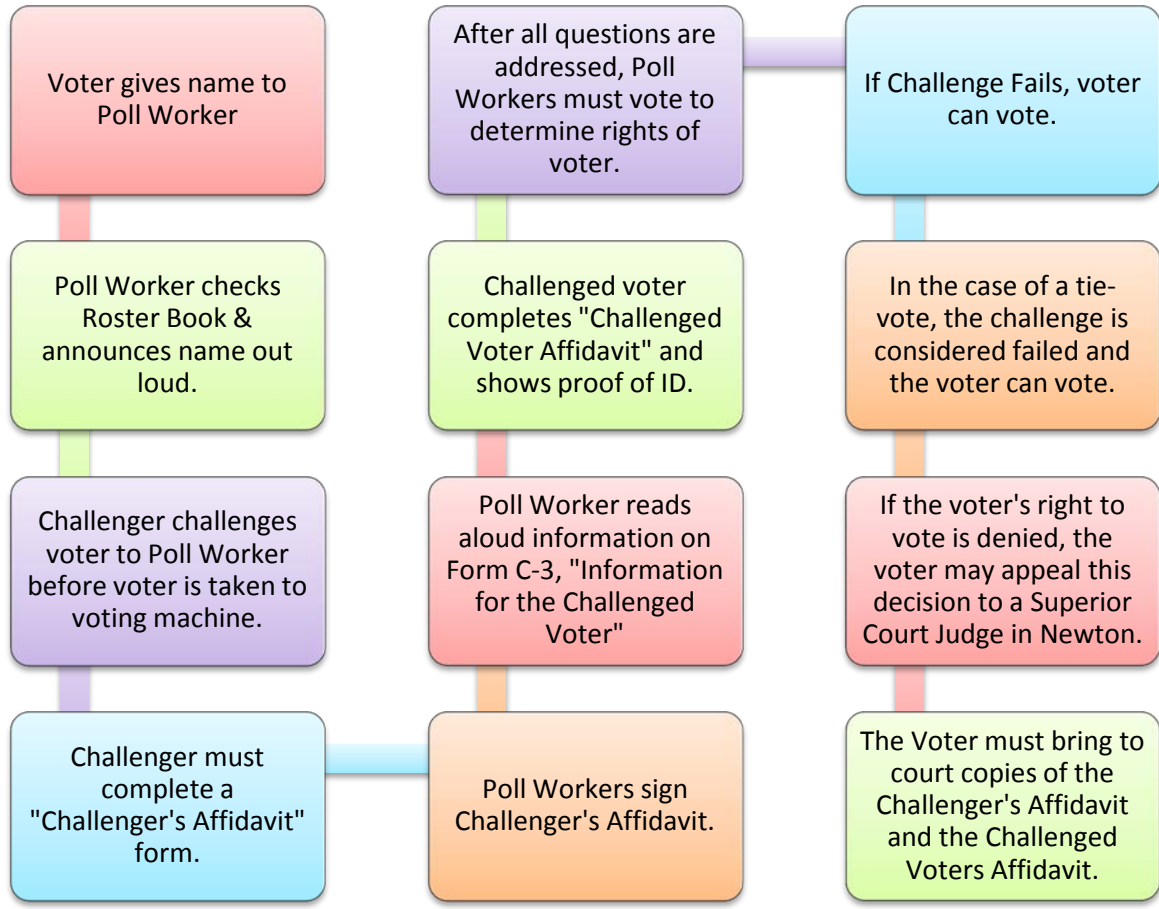 Voter gives name to
Poll Worker
Poll Worker checks
Roster Book &
announces name out
loud.
Challenger challenges
voter to Poll Worker
before voter is taken to
voting machine.
Challenger must
complete a
"Challenger's Affidavit"
form.
Poll Workers sign
Challenger's Affidavit.
Poll Worker reads
aloud information on
Form C-3, "Information
for the Challenged
Voter"
Challenged voter
completes "Challenged
Voter Affidavit" and
shows proof of ID.
After all questions are
addressed, Poll
Workers must vote to
determine rights of
voter.
If Challenge Fails, voter
can vote.
In the case of a tie-
vote, the challenge is
considered failed and
the voter can vote.
If the voter's right to
vote is denied, the
voter may appeal this
decision to a Superior
Court Judge in Newton.
The Voter must bring to
court copies of the
Challenger's Affidavit
and the Challenged
Voters Affidavit.